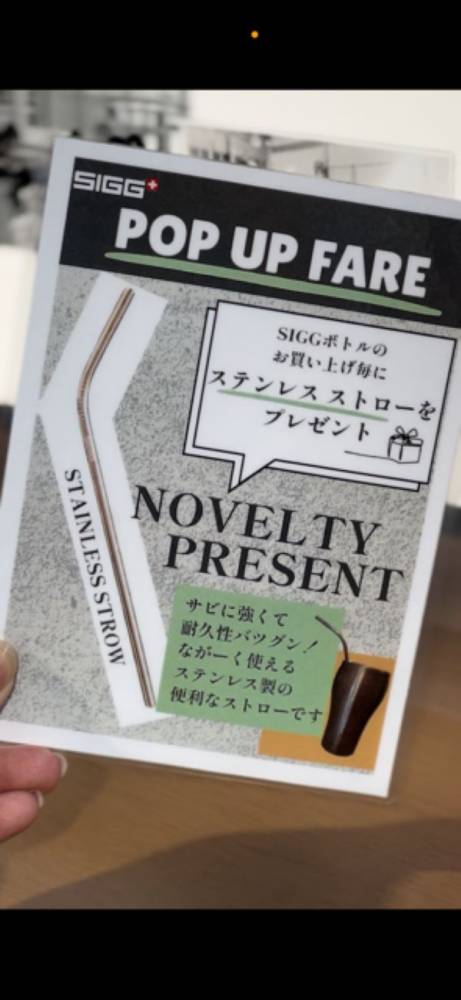 SIGG
POP UP FARE
SIGGボトルの
お買い上げ毎に
ステンレス ストローを
プレゼント
STAINLESS STROW
NOVELTY
PRESENT
サビに強くて
耐久性バツグン!
ながーく使える
ステンレス製の
便利なストローです